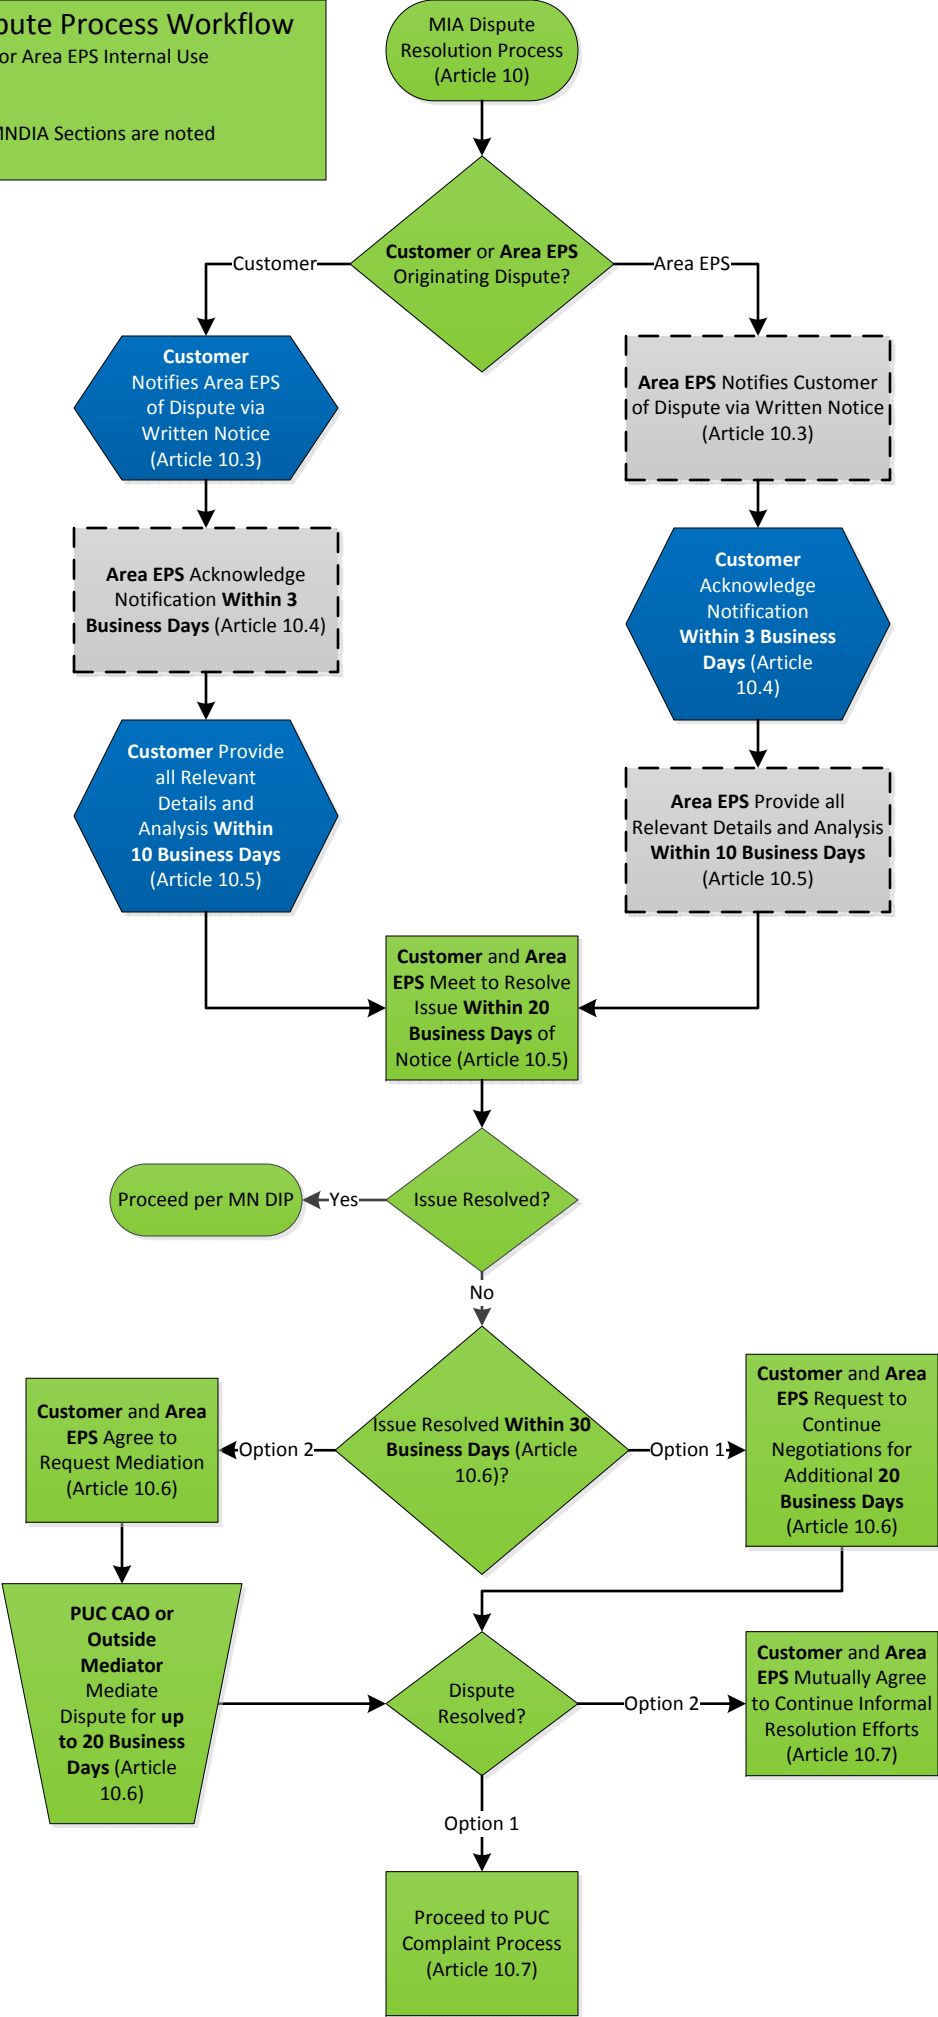 pute Process Workflow
or Area EPS Internal Use
MNDIA Sections are noted
MIA Dispute
Resolution Process
(Article 10)
Customer or Area EPS
Originating Dispute?
Customer
Area EPS
Customer
Notifies Area EPS
of Dispute via
Written Notice
(Article 10.3)
Area EPS Notifies Customer
of Dispute via Written Notice
(Article 10.3)
Area EPS Acknowledge
Notification Within 3
Business Days (Article 10.4)
Customer
Acknowledge
Notification
Within 3 Business
Days (Article
10.4)
Customer Provide
all Relevant
Details and
Analysis Within
10 Business Days
(Article 10.5)
Area EPS Provide all
Relevant Details and Analysis
Within 10 Business Days
(Article 10.5)
Customer and Area
EPS Meet to Resolve
Issue Within 20
Business Days of
Notice (Article 10.5)
Issue Resolved?
Yes
Proceed per MN DIP
No
Issue Resolved Within 30
Business Days (Article
10.6)?
Option 2
Option 1
Customer and Area
EPS Agree to
Request Mediation
(Article 10.6)
Customer and Area
EPS Request to
Continue
Negotiations for
Additional 20
Business Days
(Article 10.6)
PUC CAO or
Outside
Mediator
Mediate
Dispute for up
to 20 Business
Days (Article
10.6)
Dispute
Resolved?
Option 2
Customer and Area
EPS Mutually Agree
to Continue Informal
Resolution Efforts
(Article 10.7)
Option 1
Proceed to PUC
Complaint Process
(Article 10.7)